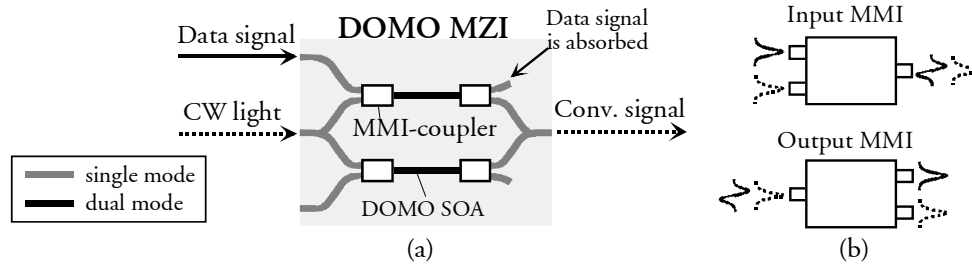 Data signal
DOMO MZI
Data signal
is absorbed
CW light
MMI-coupler
Conv. signal
single mode
dual mode
DOMO SOA
(a)
Input MMI
Output MMI
(b)